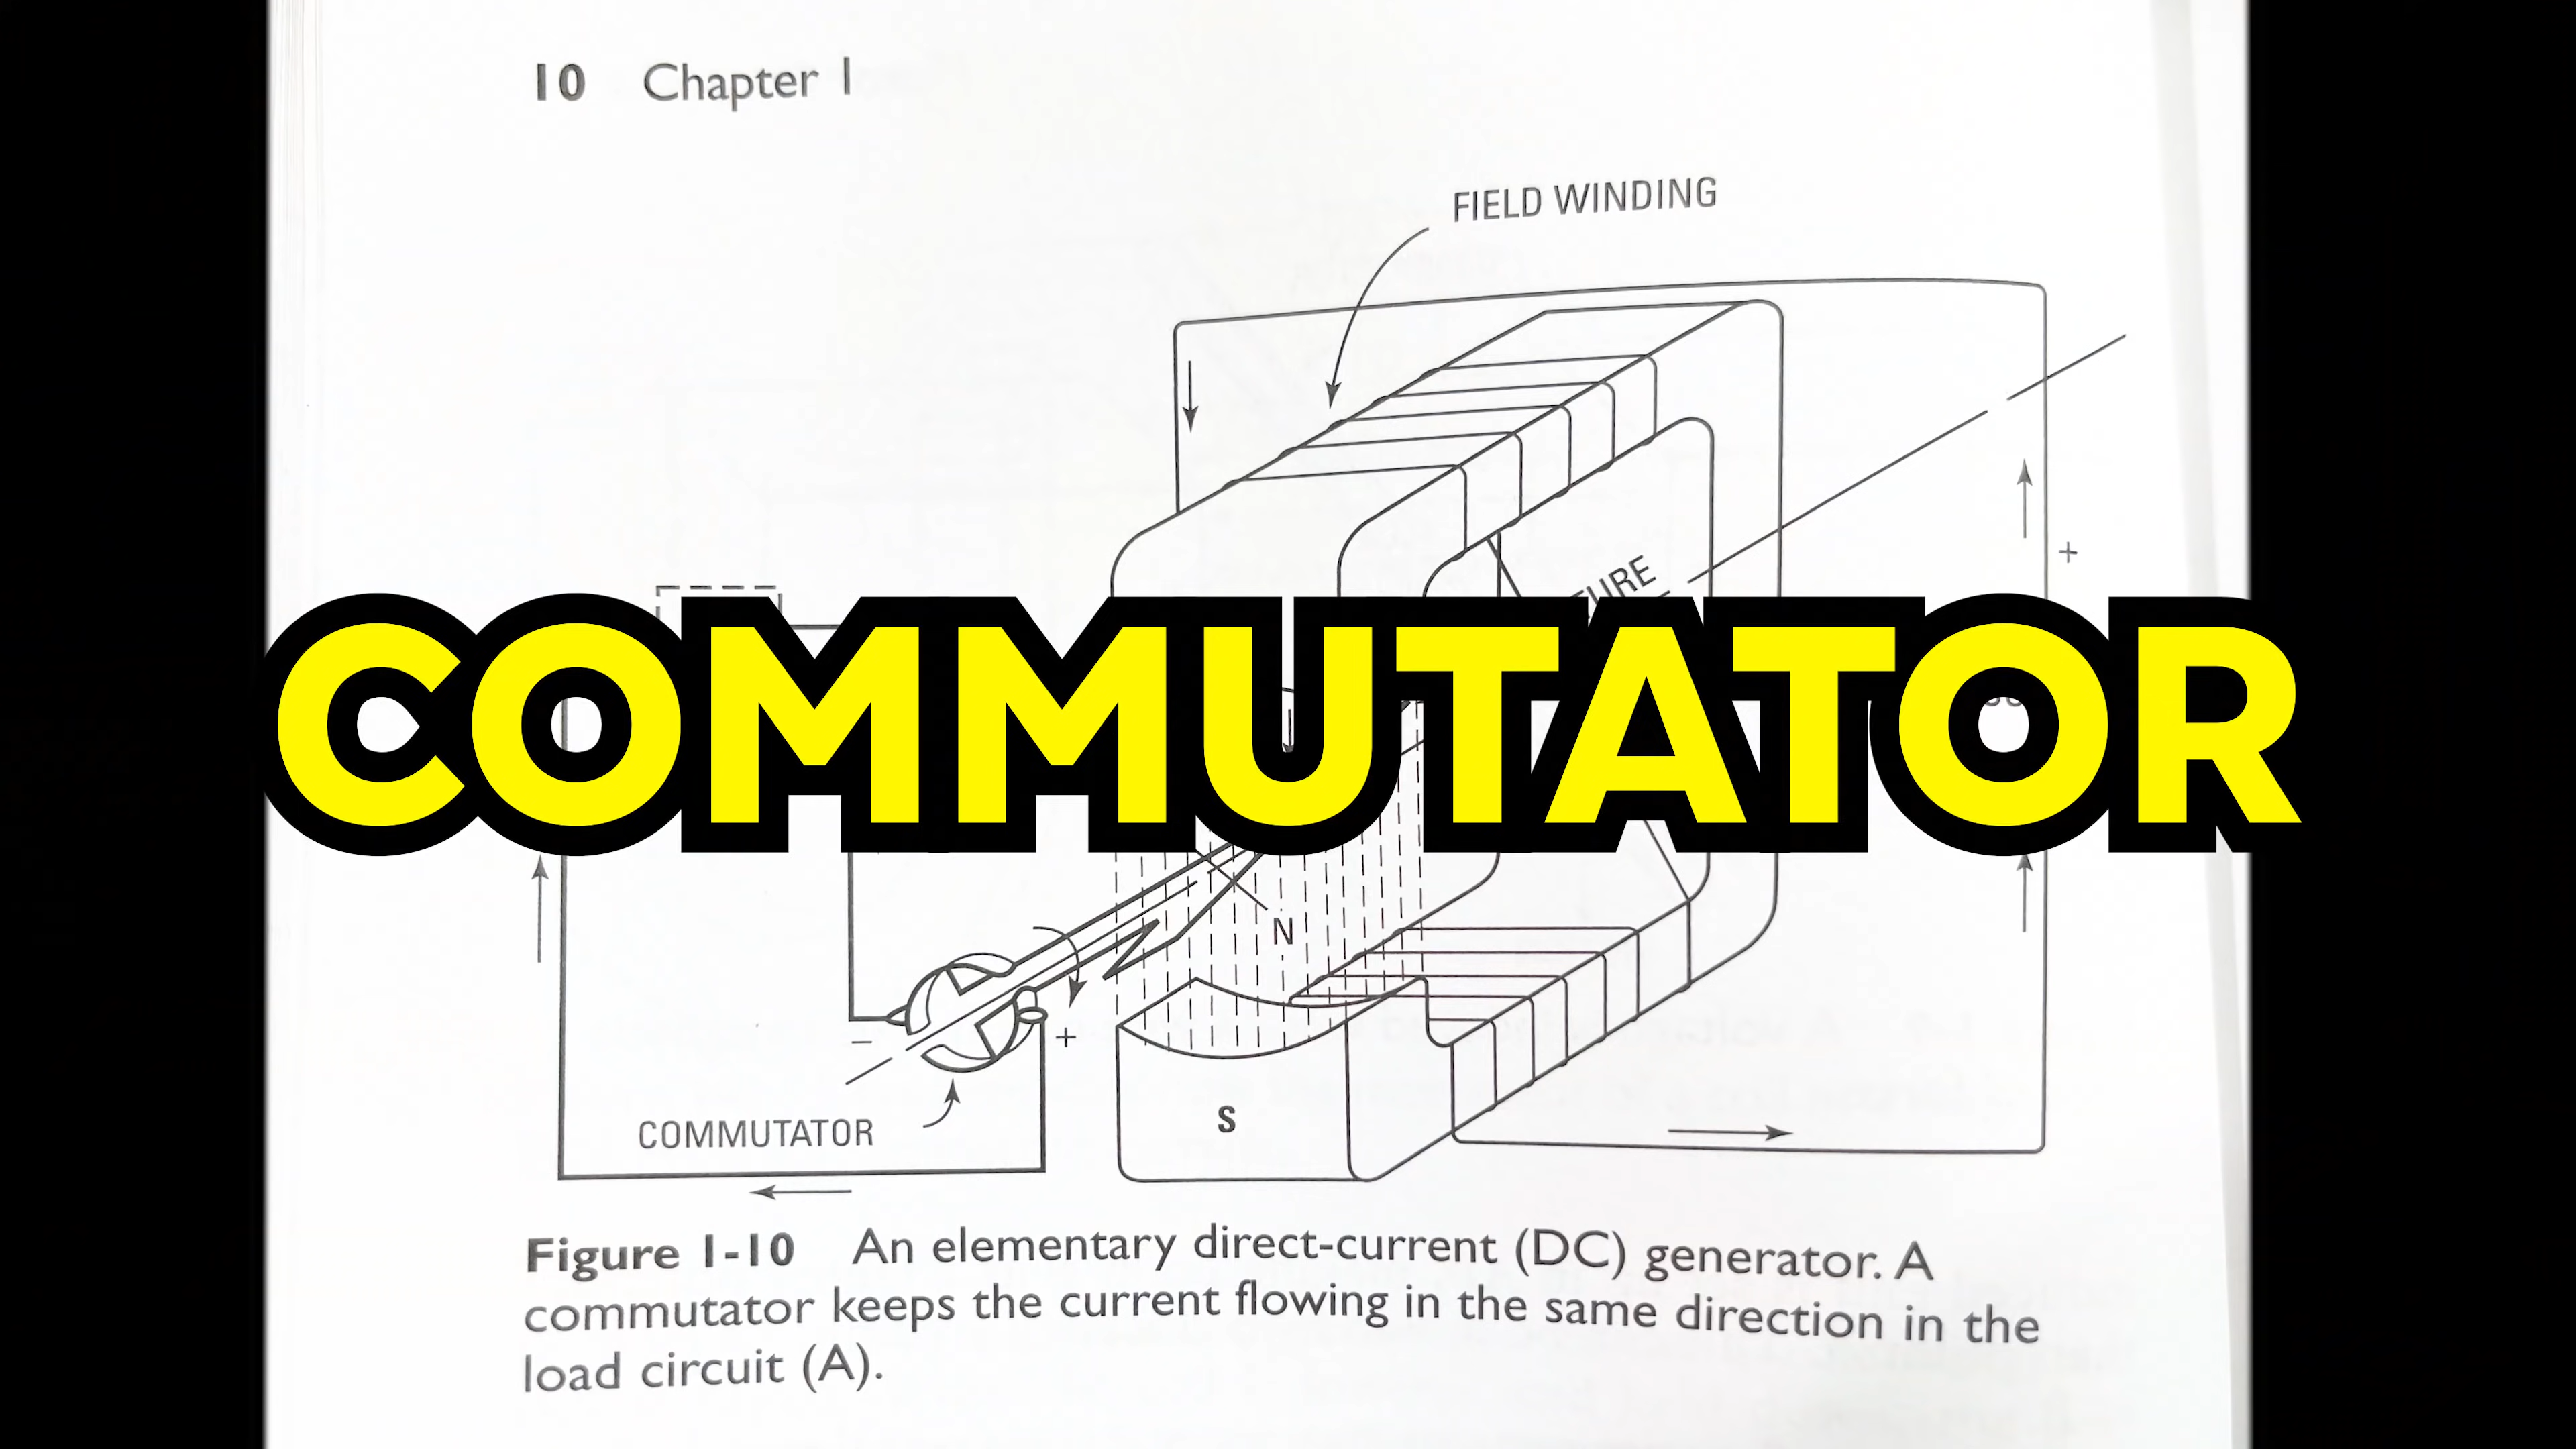 10 Chapter 1
FIELD WINDING
+
COMMUTATOR
N
− +
S
COMMUTATOR
Figure 1-10 An elementary direct-current (DC) generator. A
commutator keeps the current flowing in the same direction in the
load circuit (A).